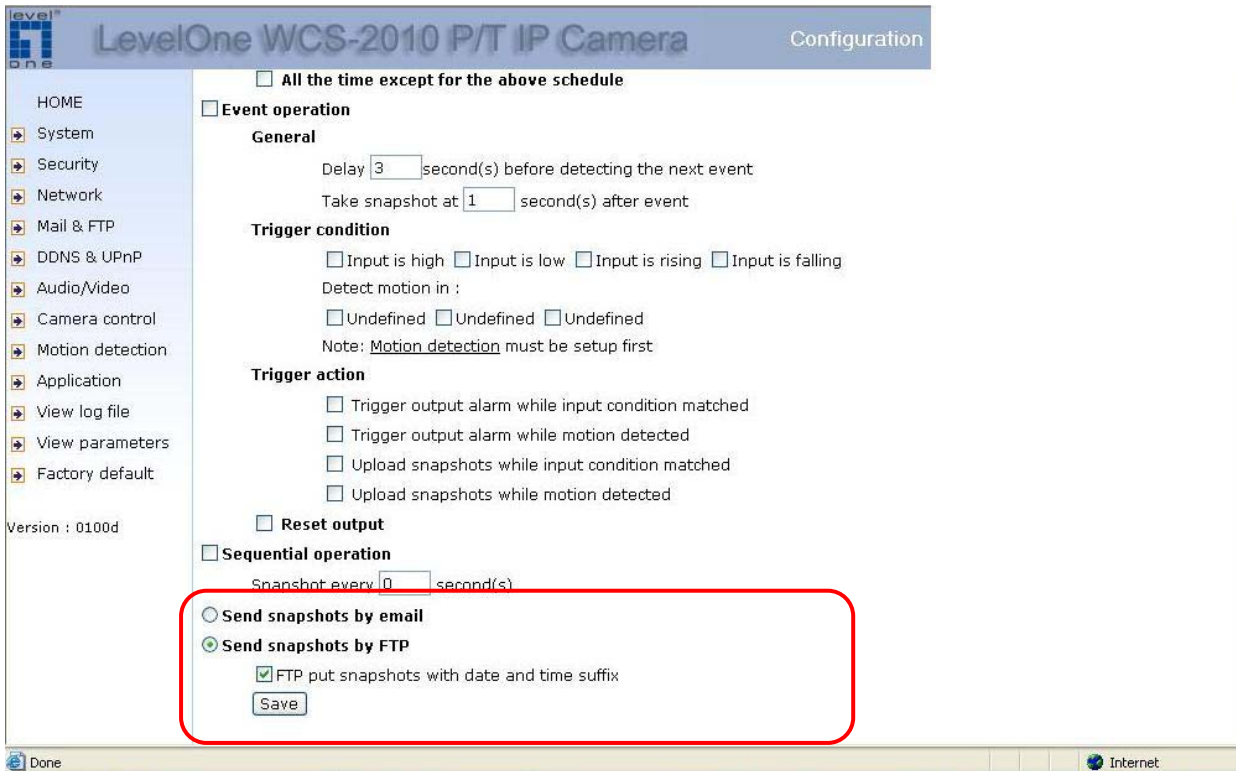 level
one
LevelOne WCS-2010 P/T IP Camera
Configuration
HOME
System
Security
Network
Mail & FTP
DDNS & UPnP
Audio/Video
Camera control
Motion detection
Application
View log file
View parameters
Factory default
Version : 0100d
All the time except for the above schedule
Event operation
General
Delay 3 second(s) before detecting the next event
Take snapshot at 1 second(s) after event
Trigger condition
Input is high Input is low Input is rising Input is falling
Detect motion in :
Undefined Undefined Undefined
Note: Motion detection must be setup first
Trigger action
Trigger output alarm while input condition matched
Trigger output alarm while motion detected
Upload snapshots while input condition matched
Upload snapshots while motion detected
Reset output
Sequential operation
Snapshot every 0 second(s)
Send snapshots by email
Send snapshots by FTP
FTP put snapshots with date and time suffix
Save
Done
Internet